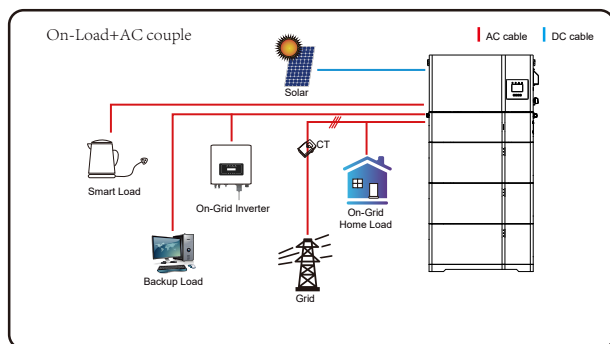 On-Load+AC couple
AC cable
DC cable
Solar
CT
Smart Load
On-Grid Inverter
On-Grid
Home Load
Backup Load
Grid